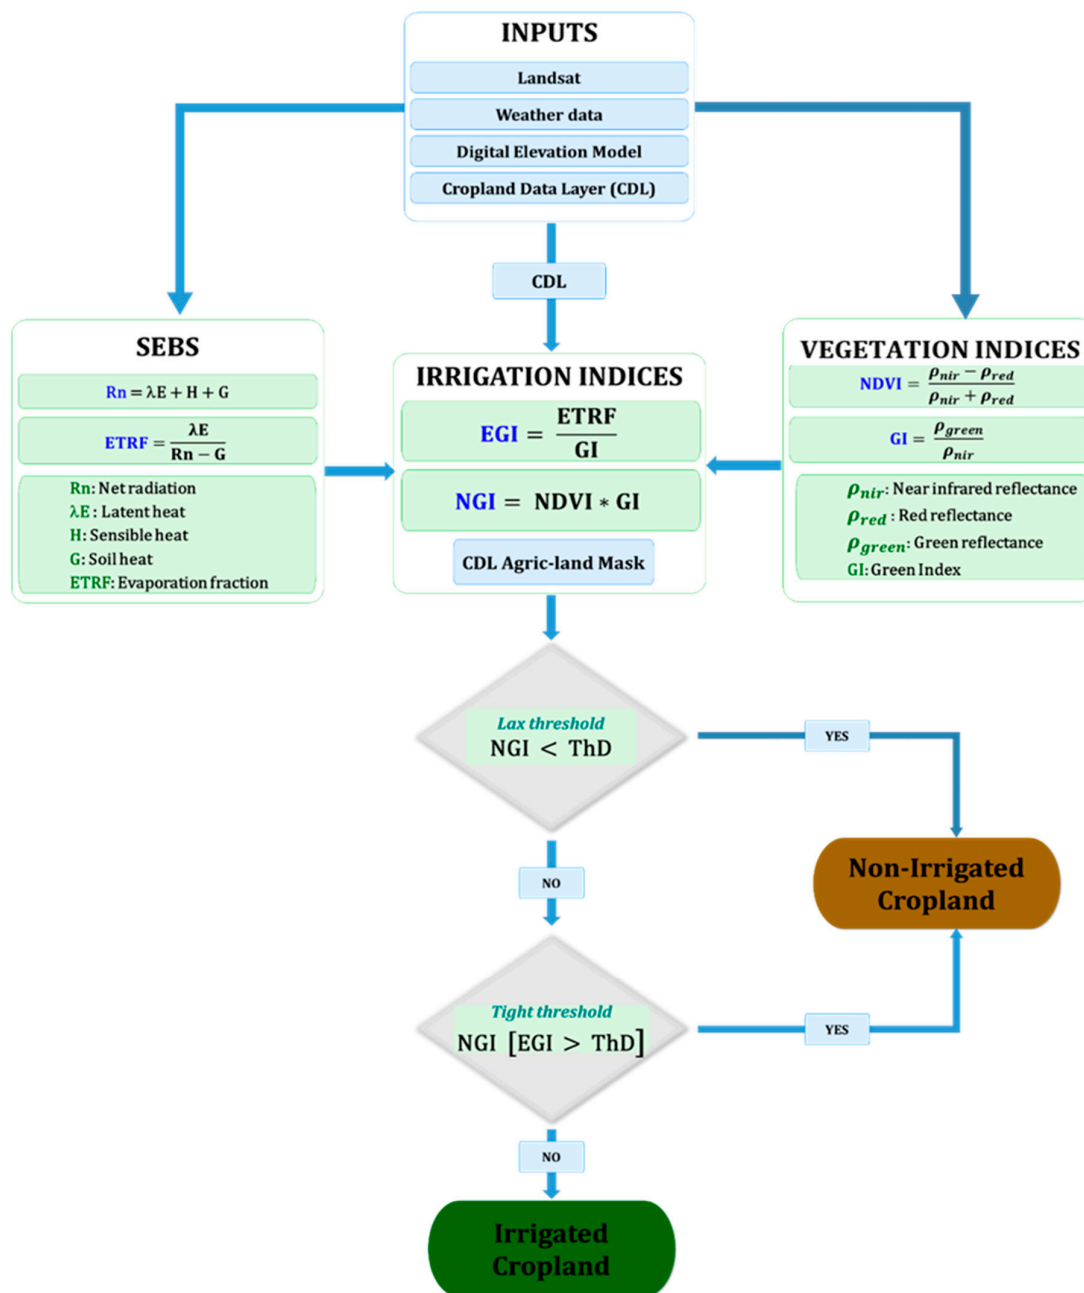 INPUTS
Landsat
Weather data
Digital Elevation Model
Cropland Data Layer (CDL)
CDL
SEBS
Rn = λE + H + G
ETRF = λE / Rn − G
Rn: Net radiation
λE : Latent heat
H: Sensible heat
G: Soil heat
ETRF: Evaporation fraction
IRRIGATION INDICES
EGI = ETRF / GI
NGI = NDVI * GI
CDL Agric-land Mask
VEGETATION INDICES
NDVI = ρnir − ρred / ρnir + ρred
GI = ρgreen / ρnir
ρnir: Near infrared reflectance
ρred : Red reflectance
ρgreen: Green reflectance
GI: Green Index
Lax threshold
NGI < ThD
YES
NO
Non-Irrigated
Cropland
Tight threshold
NGI [EGI > ThD]
YES
NO
Irrigated
Cropland